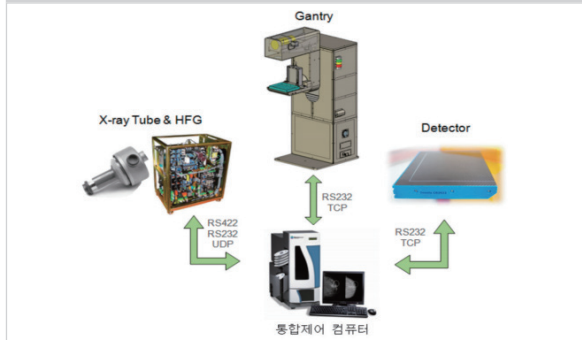 Gantry
X-ray Tube & HFG
Detector
RS422
RS232
UDP
RS232
TCP
RS232
TCP
통합제어 컴퓨터